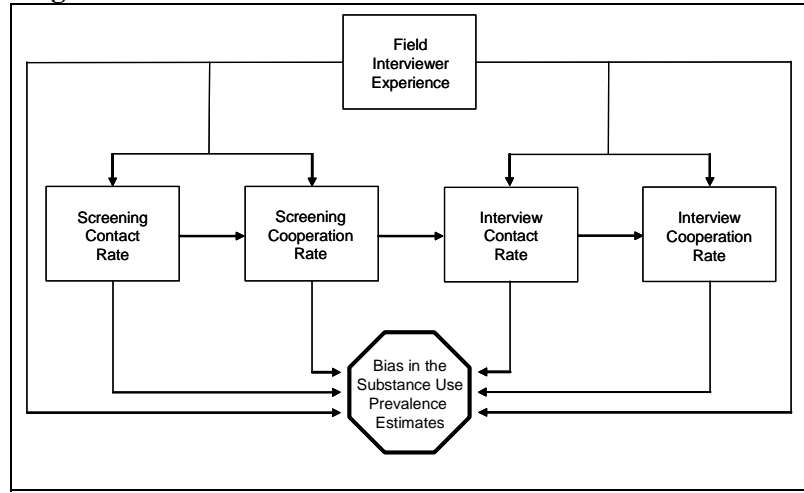 Field
Interviewer
Experience
Screening
Contact
Rate
Screening
Cooperation
Rate
Interview
Contact
Rate
Interview
Cooperation
Rate
Bias in the
Substance Use
Prevalence
Estimates